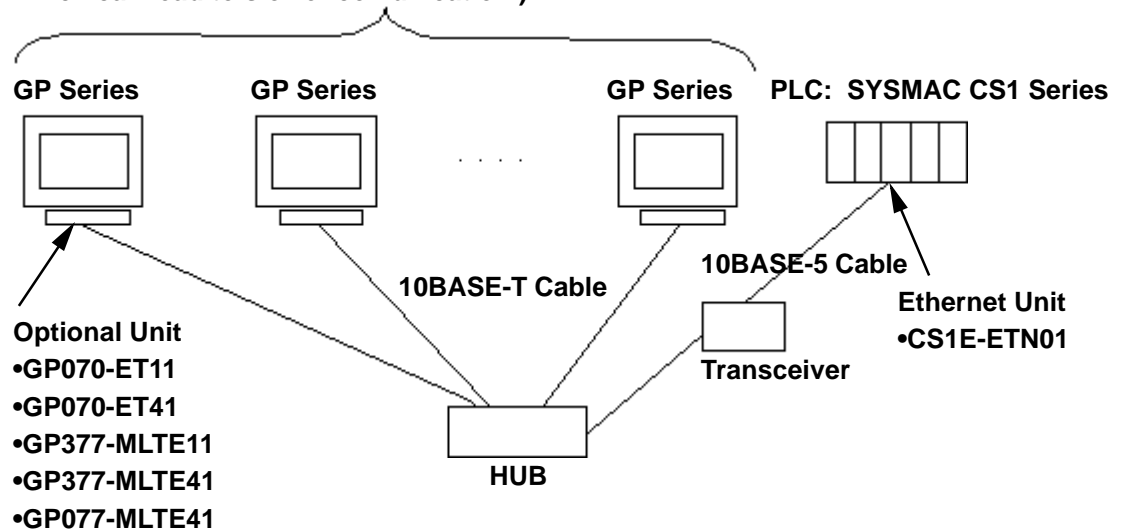 GP Series
GP Series
GP Series
PLC: SYSMAC CS1 Series
. . . .
10BASE-T Cable
10BASE-5 Cable
Optional Unit
•GP070-ET11
•GP070-ET41
•GP377-MLTE11
•GP377-MLTE41
•GP077-MLTE41
Ethernet Unit
•CS1E-ETN01
Transceiver
HUB